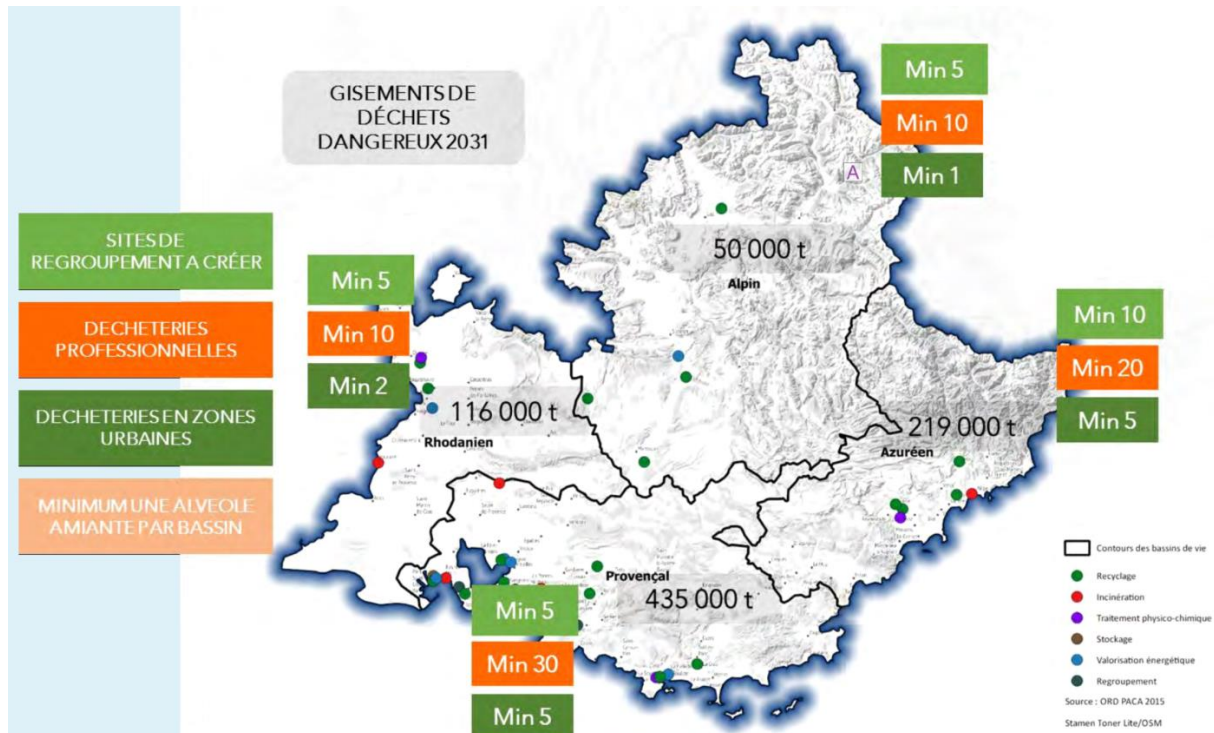 GISEMENTS DE
DÉCHETS
DANGEREUX 2031
SITES DE
REGROUPEMENT A CRÉER
DECHETERIES
PROFESSIONNELLES
DECHETERIES EN ZONES
URBAINES
MINIMUM UNE ALVEOLE
AMIANTE PAR BASSIN
Min 5
Min 10
Min 1
A
50 000 t
Alpin
Min 5
Min 10
Min 2
116 000 t
Rhodanien
Min 10
Min 20
Min 5
219 000 t
Azuréen
Provençal
435 000 t
Min 5
Min 30
Min 5
Contours des bassins de vie
Recyclage
Incinération
Traitement physico-chimique
Stockage
Valorisation énergétique
Regroupement
Source : ORD PACA 2015
Stamen Toner Lite/OSM